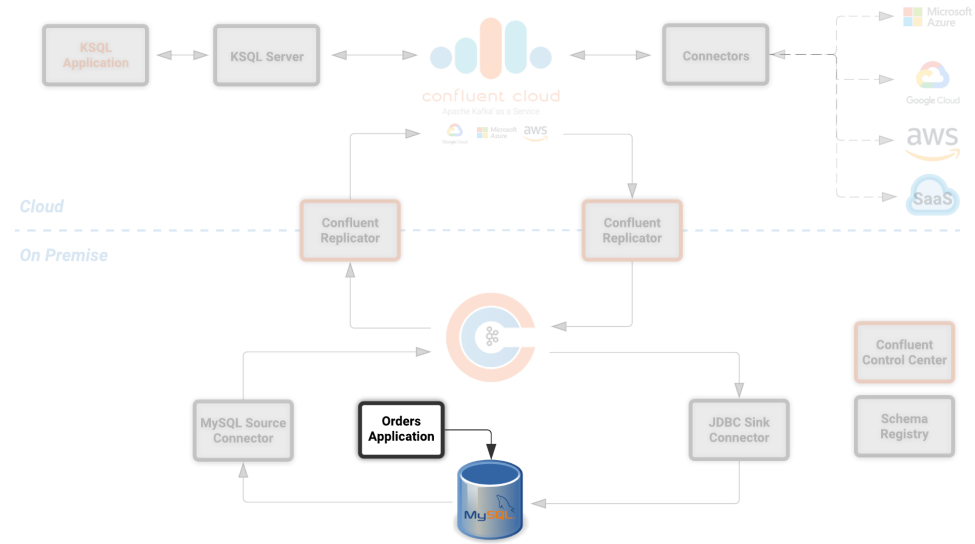 Microsoft
Azure
KSQL
Application
KSQL Server
Connectors
Google Cloud
confluent cloud
Apache Kafka® as a Service
Google Cloud
Microsoft
Azure
aws
aws
SaaS
Cloud
Confluent
Replicator
Confluent
Replicator
On Premise
Confluent
Control Center
MySQL Source
Connector
Orders
Application
JDBC Sink
Connector
Schema
Registry
MySQL